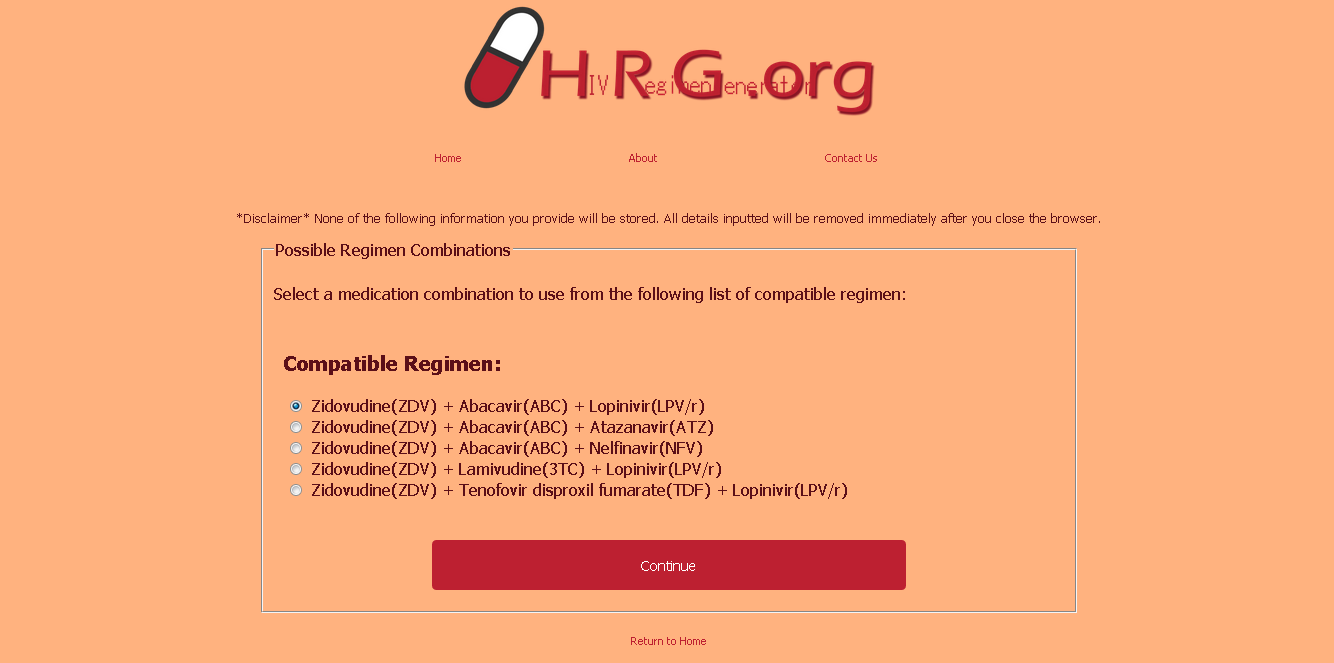 HRG.org
HIV Regimen Generator
Home About Contact Us
*Disclaimer* None of the following information you provide will be stored. All details inputted will be removed immediately after you close the browser.
Possible Regimen Combinations
Select a medication combination to use from the following list of compatible regimen:
Compatible Regimen:
Zidovudine(ZDV) + Abacavir(ABC) + Lopinivir(LPV/r)
Zidovudine(ZDV) + Abacavir(ABC) + Atazanavir(ATZ)
Zidovudine(ZDV) + Abacavir(ABC) + Nelfinavir(NFV)
Zidovudine(ZDV) + Lamivudine(3TC) + Lopinivir(LPV/r)
Zidovudine(ZDV) + Tenofovir disproxil fumarate(TDF) + Lopinivir(LPV/r)
Continue
Return to Home